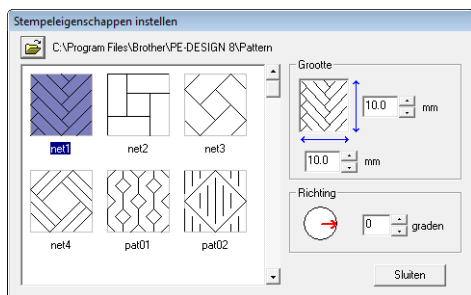 Stempeleigenschappen instellen
C:\Program Files\Brother\PE-DESIGN 8\Pattern
net1 net2 net3
net4 pat01 pat02
Grootte
10.0 mm
10.0 mm
Richting
0 graden
Sluiten